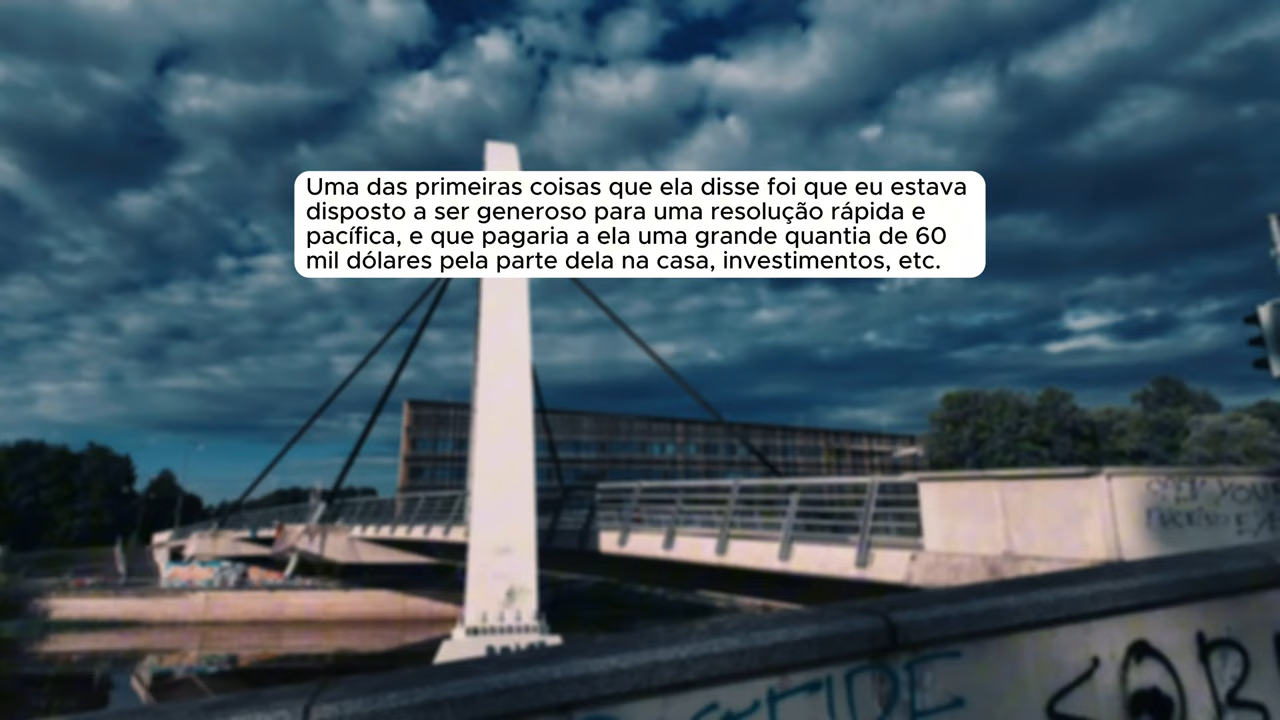 Uma das primeiras coisas que ela disse foi que eu estava
disposto a ser generoso para uma resolução rápida e
pacífica, e que pagaria a ela uma grande quantia de 60
mil dólares pela parte dela na casa, investimentos, etc.